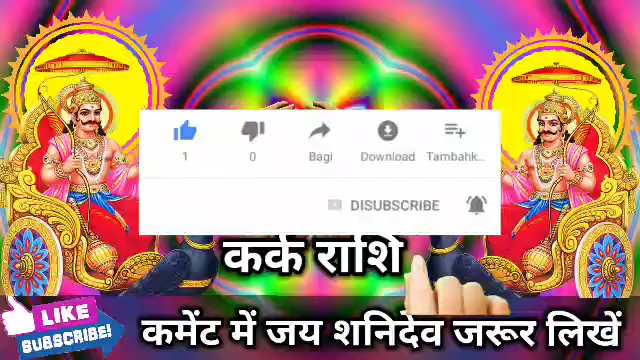 1 0 Bagi Download Tambahk...
DISUBSCRIBE
कर्क राशि
LIKE
SUBSCRIBE!
कमेंट में जय शनिदेव जरूर लिखें